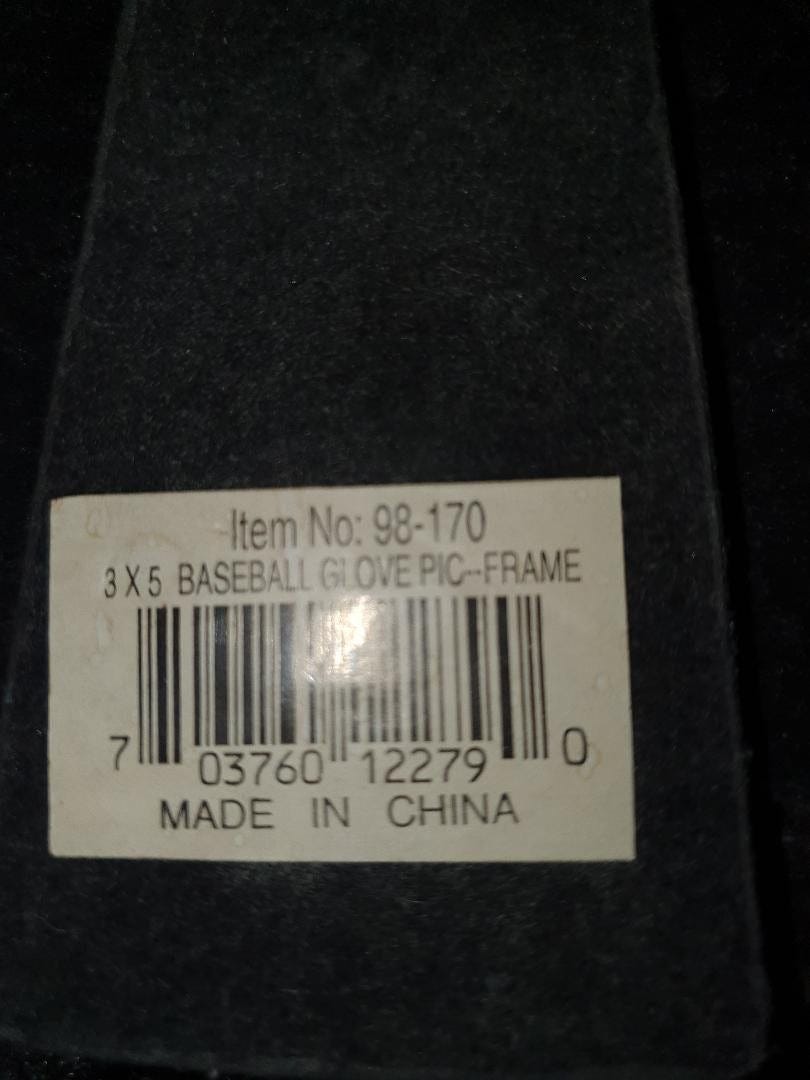 Item No: 98-170
3 X 5 BASEBALL GLOVE PIC--FRAME
7 03760 12279 0
MADE IN CHINA